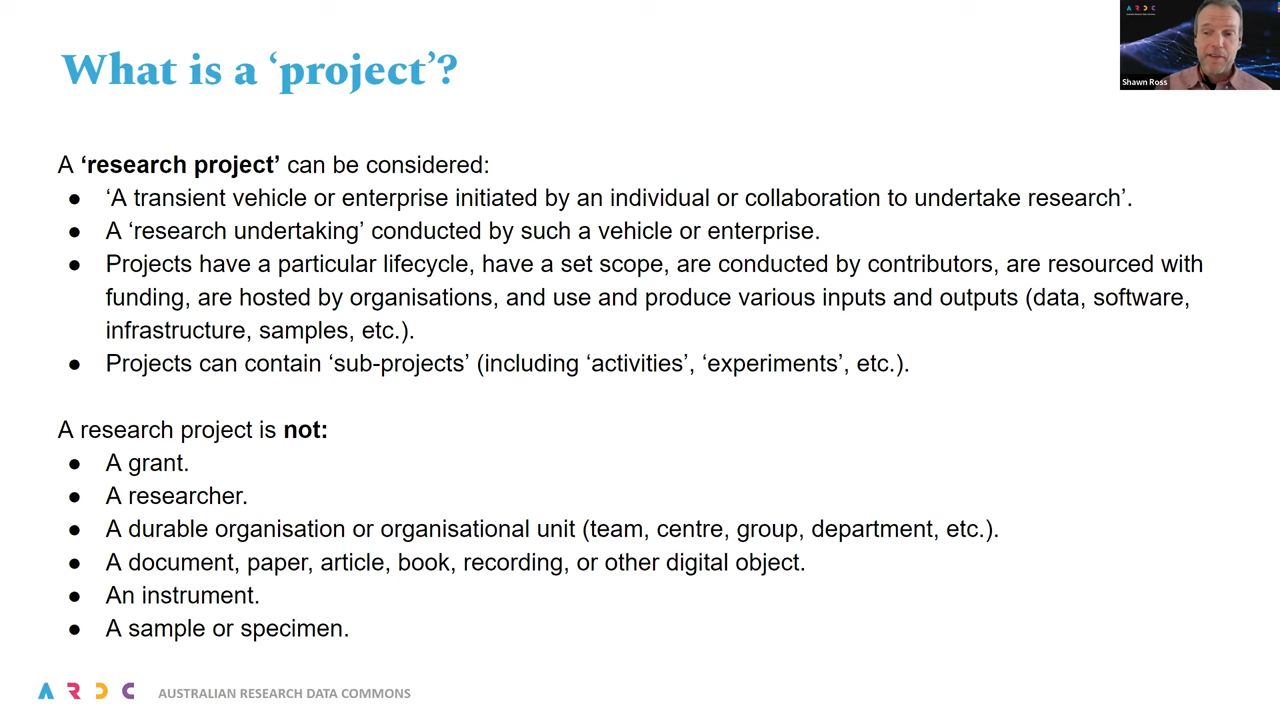 What is a ‘project’?
A R D C
Shawn Ross
A ‘research project’ can be considered:
● ‘A transient vehicle or enterprise initiated by an individual or collaboration to undertake research’.
● A ‘research undertaking’ conducted by such a vehicle or enterprise.
● Projects have a particular lifecycle, have a set scope, are conducted by contributors, are resourced with
funding, are hosted by organisations, and use and produce various inputs and outputs (data, software,
infrastructure, samples, etc.).
● Projects can contain ‘sub-projects’ (including ‘activities’, ‘experiments’, etc.).
A research project is not:
● A grant.
● A researcher.
● A durable organisation or organisational unit (team, centre, group, department, etc.).
● A document, paper, article, book, recording, or other digital object.
● An instrument.
● A sample or specimen.
A R D C AUSTRALIAN RESEARCH DATA COMMONS